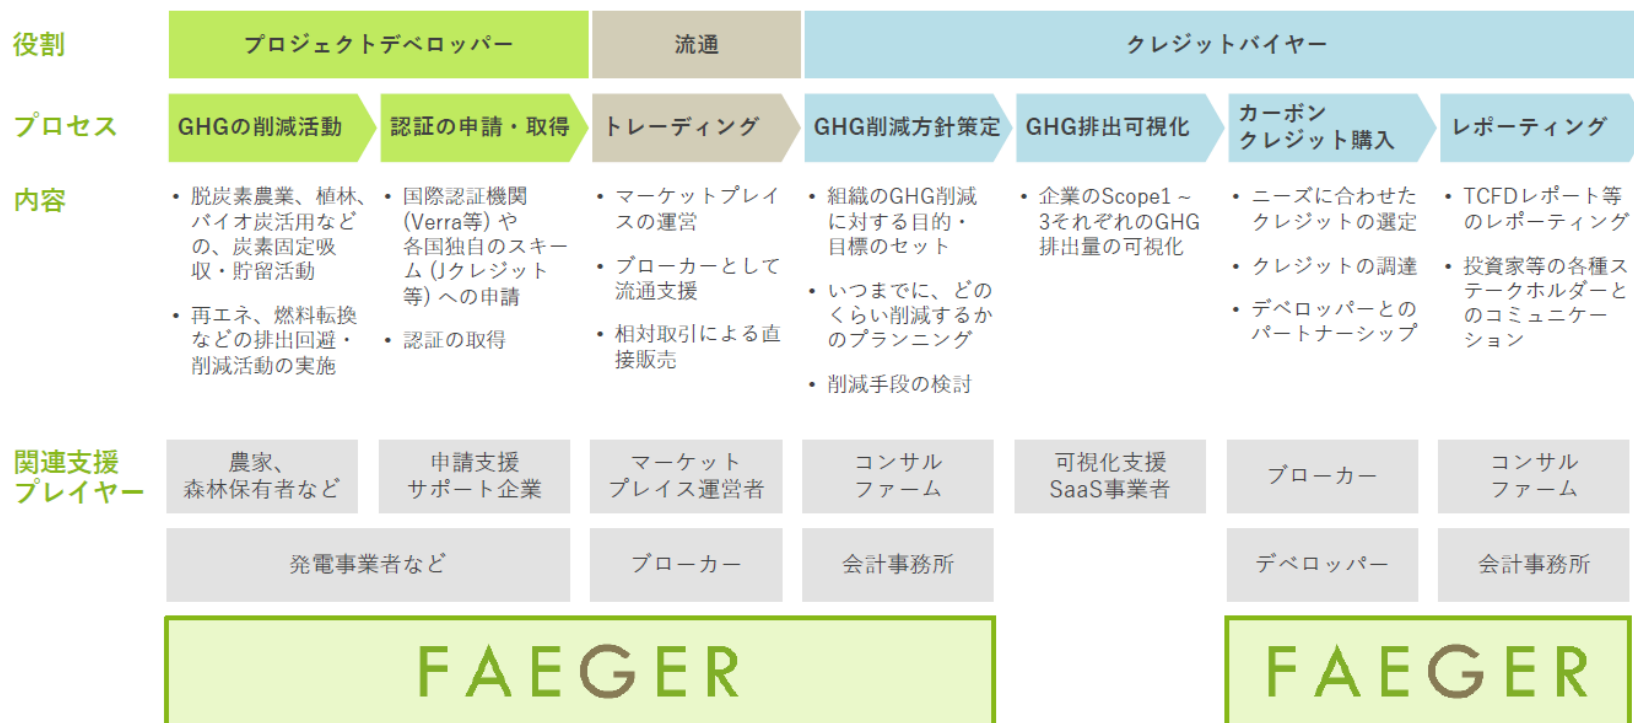 役割
プロジェクトデベロッパー
流通
クレジットバイヤー
プロセス
GHGの削減活動
認証の申請・取得
トレーディング
GHG削減方針策定
GHG排出可視化
カーボン
クレジット購入
レポーティング
内容
• 脱炭素農業、植林、
バイオ炭活用など
の、炭素固定吸
収・貯留活動
• 再エネ、燃料転換
などの排出回避・
削減活動の実施
• 国際認証機関
(Verra等) や
各国独自のスキー
ム (Jクレジット
等) への申請
• 認証の取得
• マーケットプレイ
スの運営
• ブローカーとして
流通支援
• 相対取引による直
接販売
• 組織のGHG削減
に対する目的・
目標のセット
• いつまでに、どの
くらい削減するか
のプランニング
• 削減手段の検討
• 企業のScope1 ~
3それぞれのGHG
排出量の可視化
• ニーズに合わせた
クレジットの選定
• クレジットの調達
• デベロッパーとの
パートナーシップ
• TCFDレポート等
のレポーティング
• 投資家等の各種ス
テークホルダーと
のコミュニケー
ション
関連支援
プレイヤー
農家、
森林保有者など
申請支援
サポート企業
マーケット
プレイス運営者
コンサル
ファーム
可視化支援
SaaS事業者
ブローカー
コンサル
ファーム
発電事業者など
ブローカー
会計事務所
デベロッパー
会計事務所
FAEGER
FAEGER